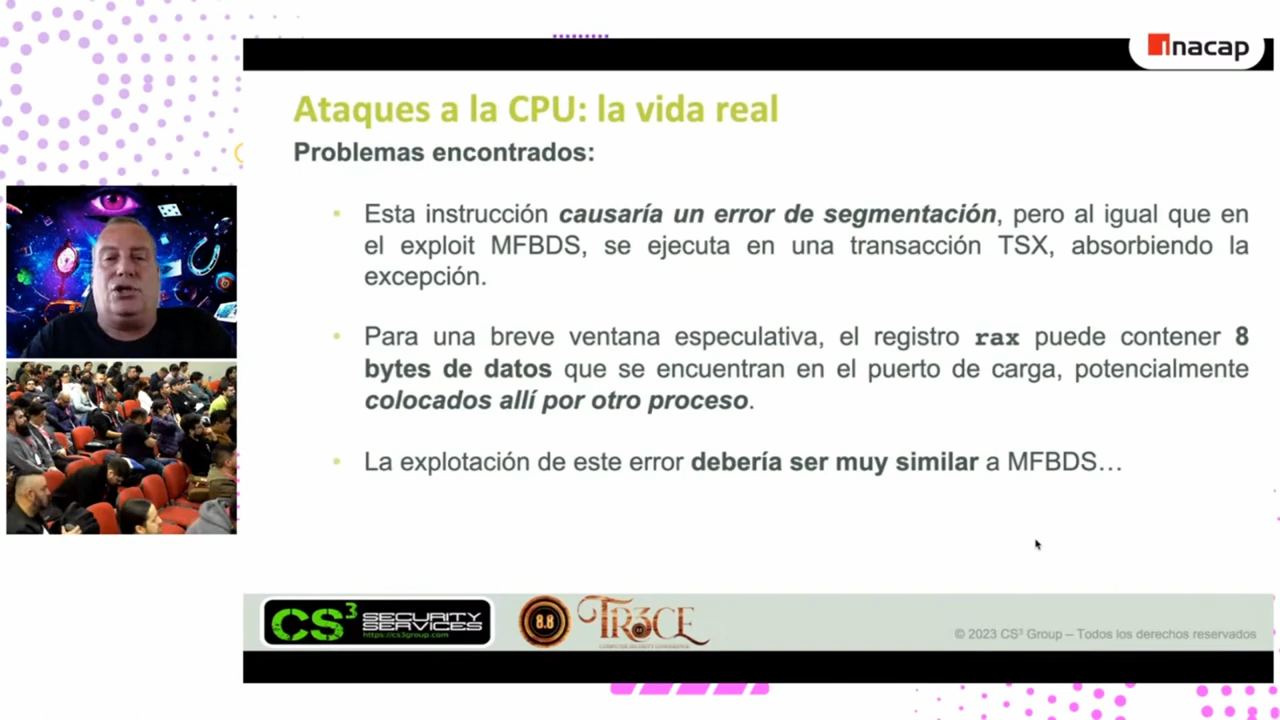 ınacap
Ataques a la CPU: la vida real
Problemas encontrados:
• Esta instrucción causaría un error de segmentación, pero al igual que en
el exploit MFBDS, se ejecuta en una transacción TSX, absorbiendo la
excepción.
• Para una breve ventana especulativa, el registro rax puede contener 8
bytes de datos que se encuentran en el puerto de carga, potencialmente
colocados allí por otro proceso.
• La explotación de este error debería ser muy similar a MFBDS…
CS³ SECURITY
SERVICES
https://cs3group.com
8.8
TR3CE
© 2023 CS³ Group – Todos los derechos reservados